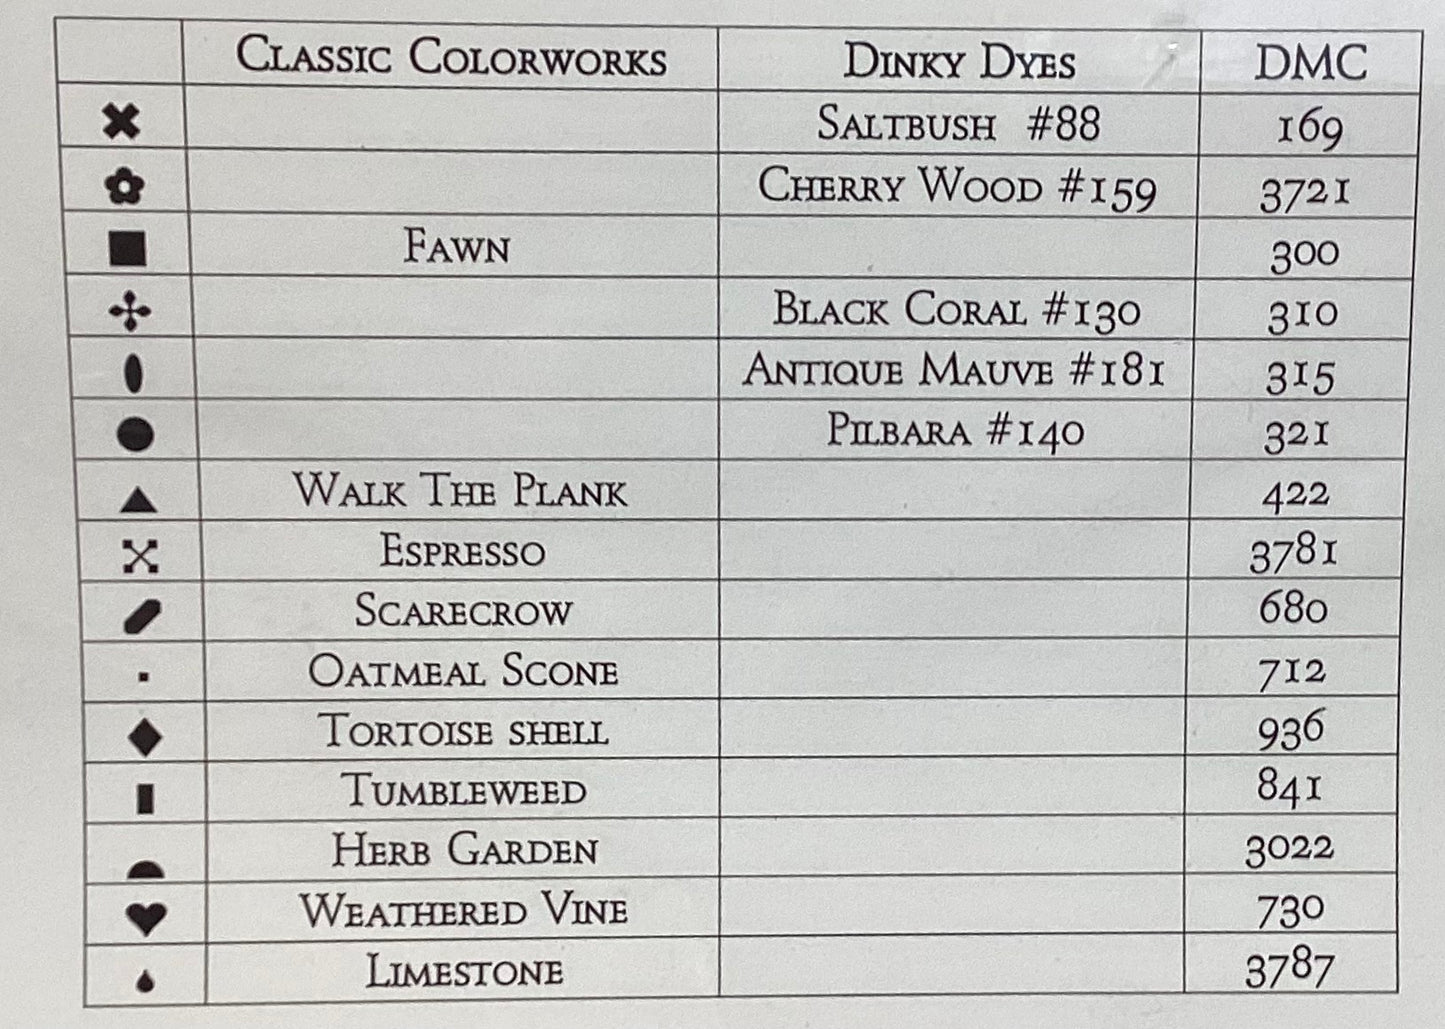 Classic Colorworks Dinky Dyes DMC
Saltbush #88 169
Cherry Wood #159 3721
Fawn 300
Black Coral #130 310
Antique Mauve #181 315
Pilbara #140 321
Walk The Plank 422
Espresso 3781
Scarecrow 680
Oatmeal Scone 712
Tortoise shell 936
Tumbleweed 841
Herb Garden 3022
Weathered Vine 730
Limestone 3787